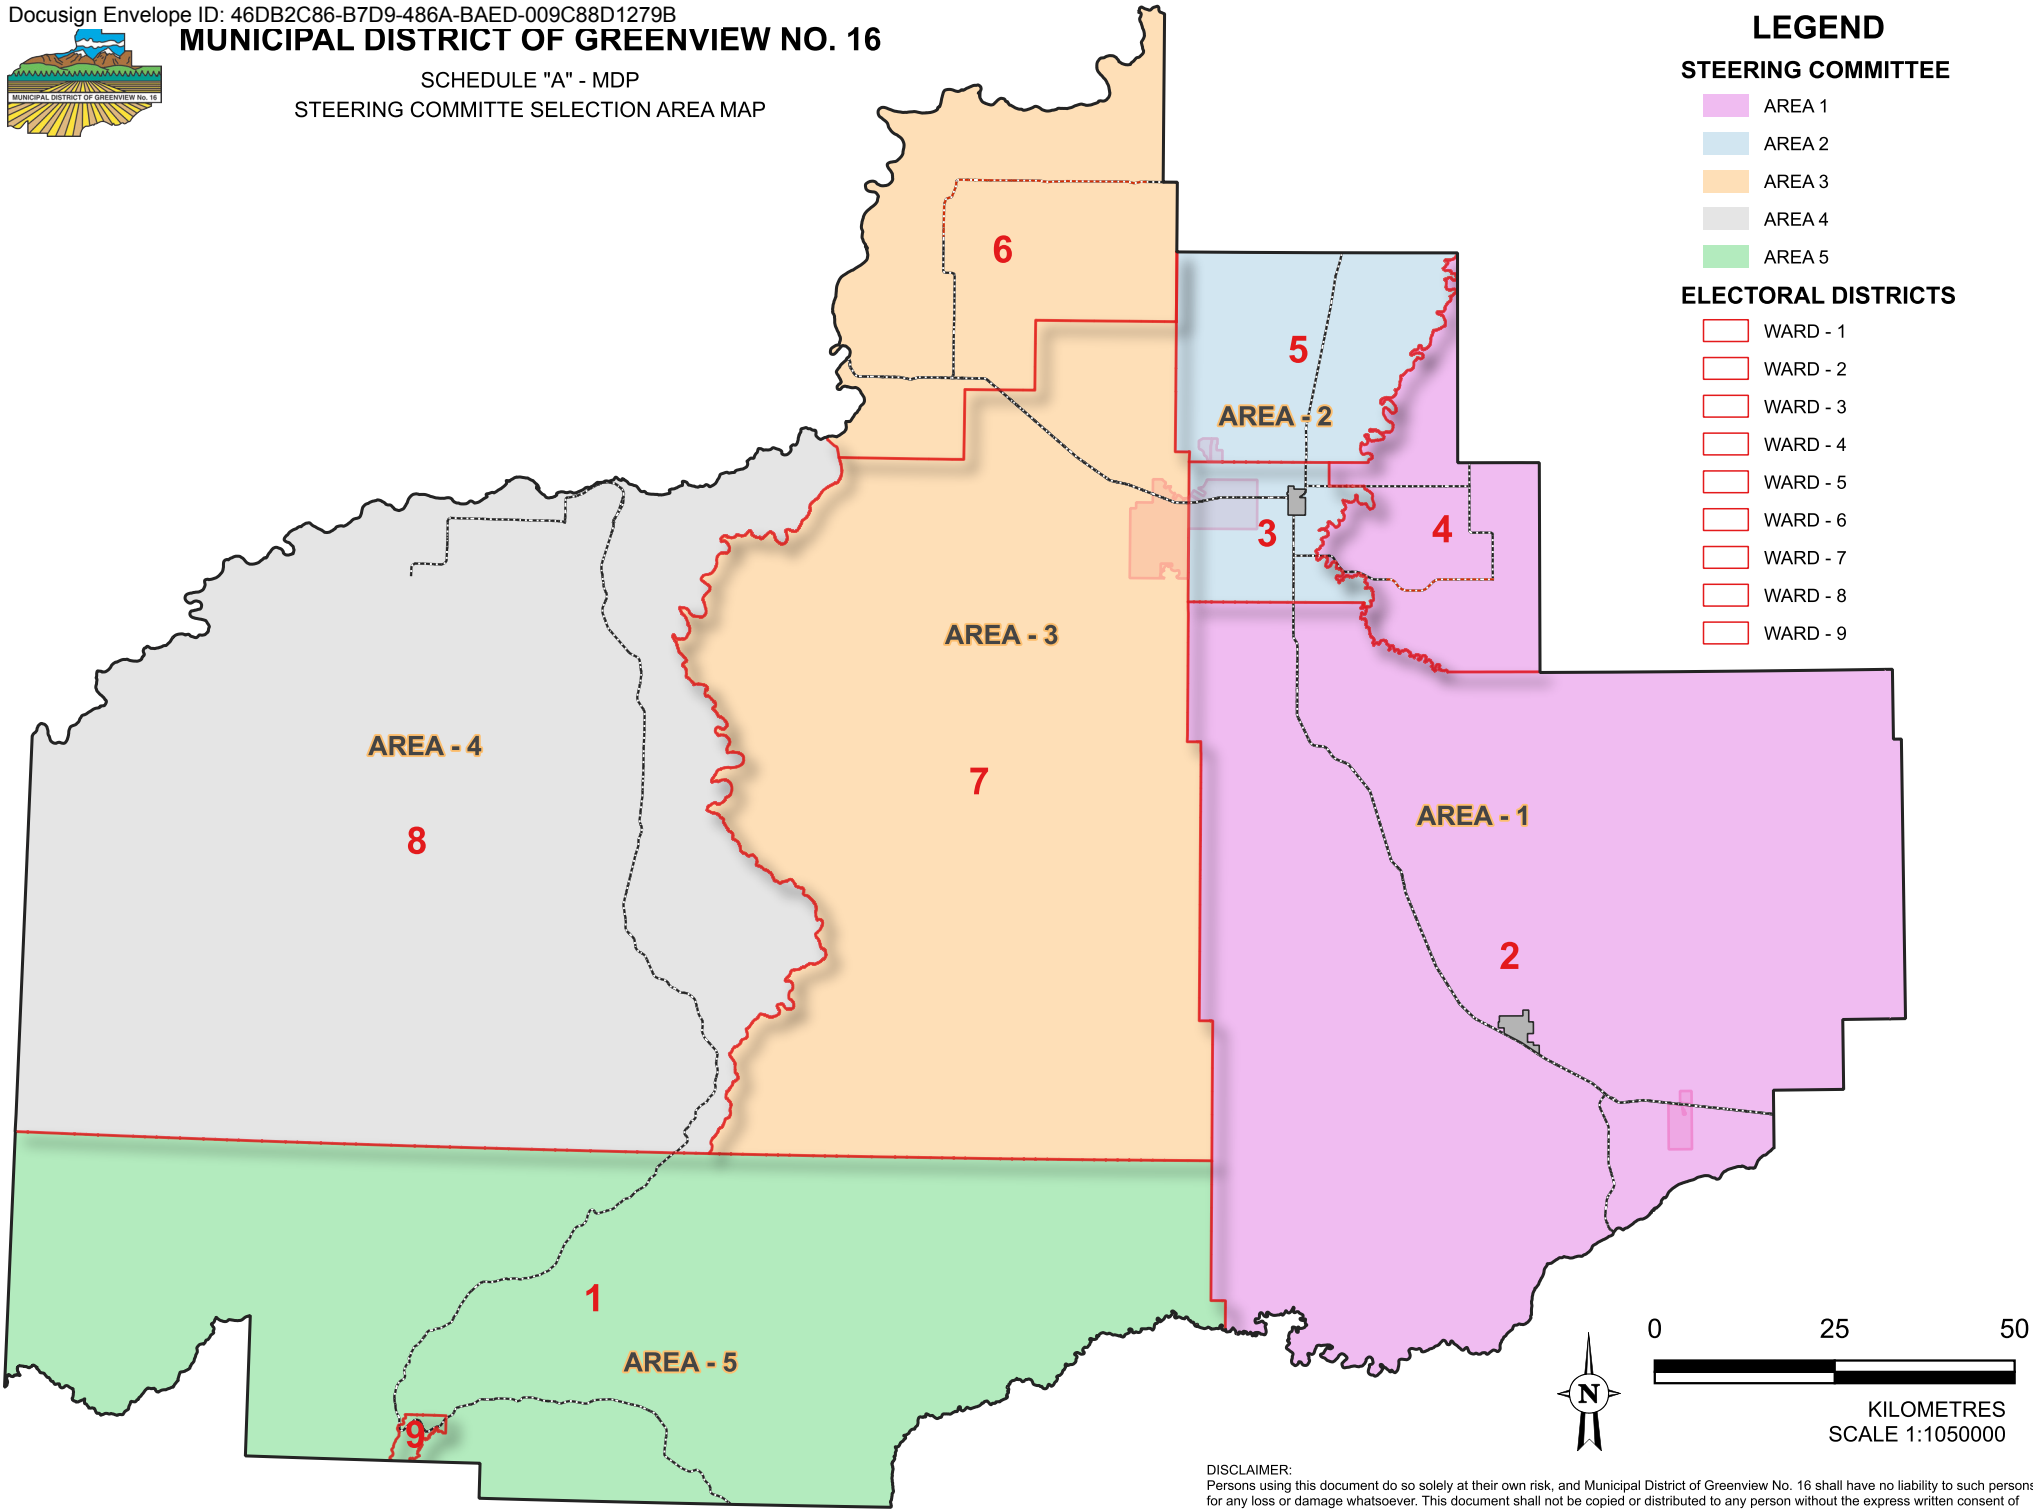 Docusign Envelope ID: 46DB2C86-B7D9-486A-BAED-009C88D1279B
MUNICIPAL DISTRICT OF GREENVIEW NO. 16
MUNICIPAL DISTRICT OF GREENVIEW No. 16
SCHEDULE "A" - MDP
STEERING COMMITTE SELECTION AREA MAP
LEGEND
STEERING COMMITTEE
AREA 1
AREA 2
AREA 3
AREA 4
AREA 5
ELECTORAL DISTRICTS
WARD - 1
WARD - 2
WARD - 3
WARD - 4
WARD - 5
WARD - 6
WARD - 7
WARD - 8
WARD - 9
6
5
AREA - 2
3
4
AREA - 3
AREA - 4
7
AREA - 1
8
2
1
AREA - 5
9
N
0 25 50
KILOMETRES
SCALE 1:1050000
DISCLAIMER:
Persons using this document do so solely at their own risk, and Municipal District of Greenview No. 16 shall have no liability to such persons
for any loss or damage whatsoever. This document shall not be copied or distributed to any person without the express written consent of